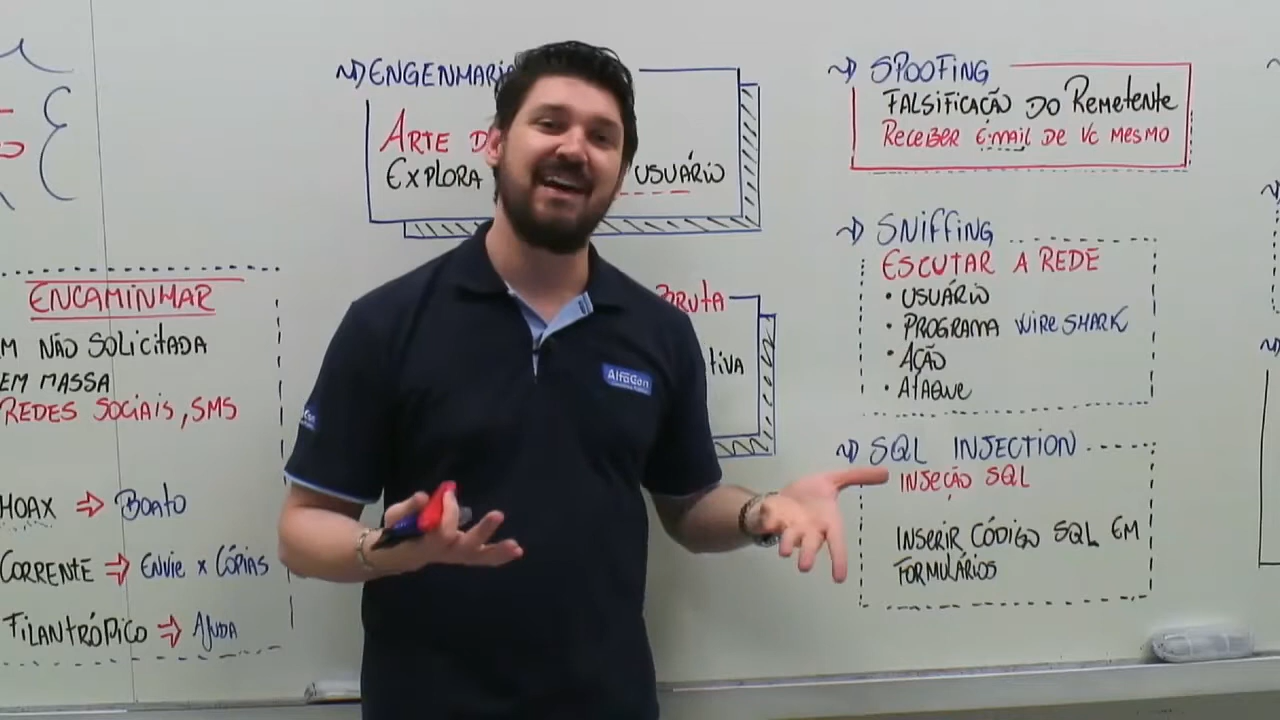 ENCAMINHAR
M NÃO SOLICITADA
EM MASSA
REDES SOCIAIS, SMS
HOAX ⇒ BOATO
CORRENTE ⇒ ENVIE x CÓPIAS
FILANTRÓPICO ⇒ AJUDA
ENGENHARIA
ARTE D
EXPLORA USUÁRIO
BRUTA
TIVA
AlfaCon
SPOOFING
FALSIFICAÇÃO DO REMETENTE
RECEBER E-MAIL DE VC MESMO
SNIFFING
ESCUTAR A REDE
• USUÁRIO
• PROGRAMA WIRESHARK
• AÇÃO
• ATAQUE
SQL INJECTION
INJEÇÃO SQL
INSERIR CÓDIGO SQL EM
FORMULÁRIOS